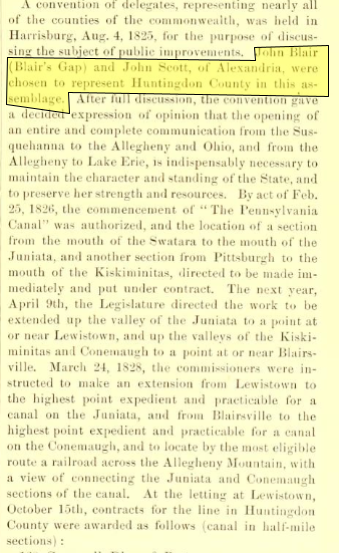 A convention of delegates, representing nearly all
of the counties of the commonwealth, was held in
Harrisburg, Aug. 4, 1825, for the purpose of discus-
sing the subject of public improvements. John Blair
(Blair's Gap) and John Scott, of Alexandria, were
chosen to represent Huntingdon County in this as-
semblage. After full discussion, the convention gave
a decided expression of opinion that the opening of
an entire and complete communication from the Sus-
quehanna to the Allegheny and Ohio, and from the
Allegheny to Lake Erie, is indispensably necessary to
maintain the character and standing of the State, and
to preserve her strength and resources. By act of Feb.
25, 1826, the commencement of "The Pennsylvania
Canal" was authorized, and the location of a section
from the mouth of the Swatara to the mouth of the
Juniata, and another section from Pittsburgh to the
mouth of the Kiskiminitas, directed to be made im-
mediately and put under contract. The next year,
April 9th, the Legislature directed the work to be
extended up the valley of the Juniata to a point at
or near Lewistown, and up the valleys of the Kiski-
minitas and Conemaugh to a point at or near Blairs-
ville. March 24, 1828, the commissioners were in-
structed to make an extension from Lewistown to
the highest point expedient and practicable for a
canal on the Juniata, and from Blairsville to the
highest point expedient and practicable for a canal
on the Conemaugh, and to locate by the most eligible
route a railroad across the Allegheny Mountain, with
a view of connecting the Juniata and Conemaugh
sections of the canal. At the letting at Lewistown,
October 15th, contracts for the line in Huntingdon
County were awarded as follows (canal in half-mile
sections) :